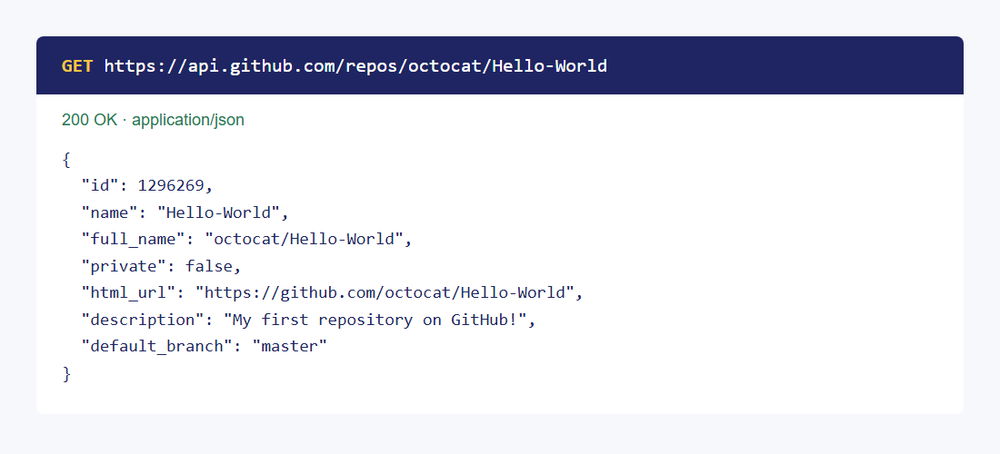 GET https://api.github.com/repos/octocat/Hello-World
200 OK · application/json
{
  "id": 1296269,
  "name": "Hello-World",
  "full_name": "octocat/Hello-World",
  "private": false,
  "html_url": "https://github.com/octocat/Hello-World",
  "description": "My first repository on GitHub!",
  "default_branch": "master"
}